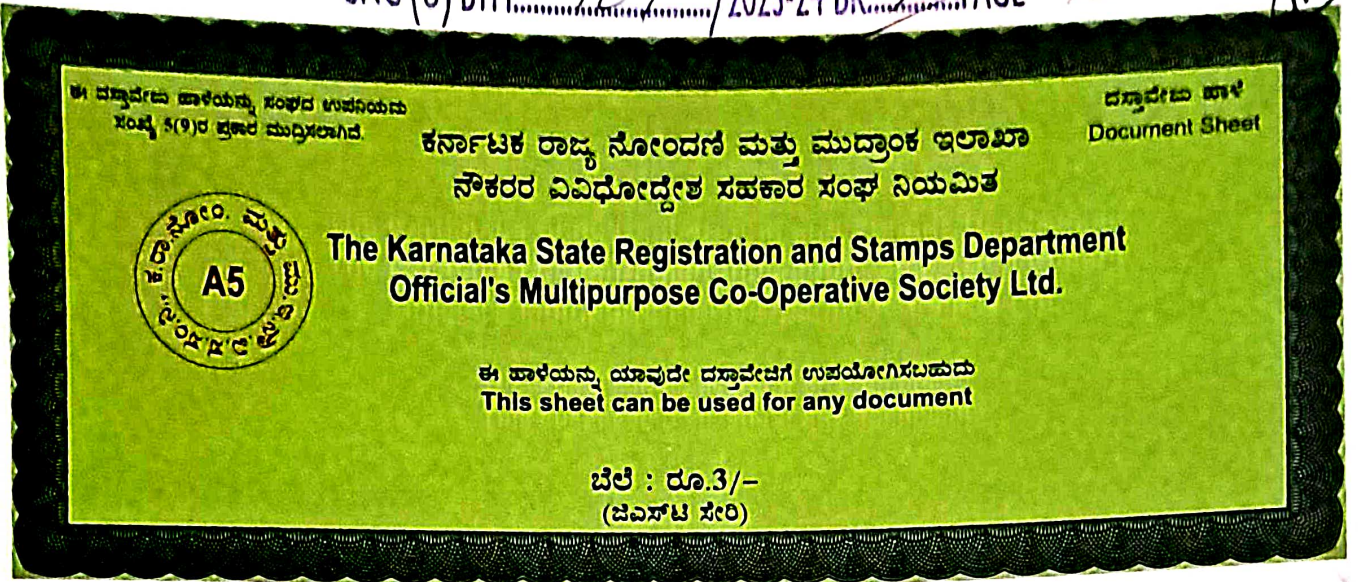 2023-24
ಈ ದಸ್ತಾವೇಜು ಹಾಳೆಯನ್ನು ಸಂಘದ ಉಪನಿಯಮ
ಸಂಖ್ಯೆ 5(9)ರ ಪ್ರಕಾರ ಮುದ್ರಿಸಲಾಗಿದೆ.
ದಸ್ತಾವೇಜು ಹಾಳೆ
Document Sheet
ಕರ್ನಾಟಕ ರಾಜ್ಯ ನೋಂದಣಿ ಮತ್ತು ಮುದ್ರಾಂಕ ಇಲಾಖಾ
ನೌಕರರ ವಿವಿಧೋದ್ದೇಶ ಸಹಕಾರ ಸಂಘ ನಿಯಮಿತ
A5
The Karnataka State Registration and Stamps Department
Official's Multipurpose Co-Operative Society Ltd.
ಈ ಹಾಳೆಯನ್ನು ಯಾವುದೇ ದಸ್ತಾವೇಜಿಗೆ ಉಪಯೋಗಿಸಬಹುದು
This sheet can be used for any document
ಬೆಲೆ : ರೂ.3/–
(ಜಿಎಸ್‌ಟಿ ಸೇರಿ)